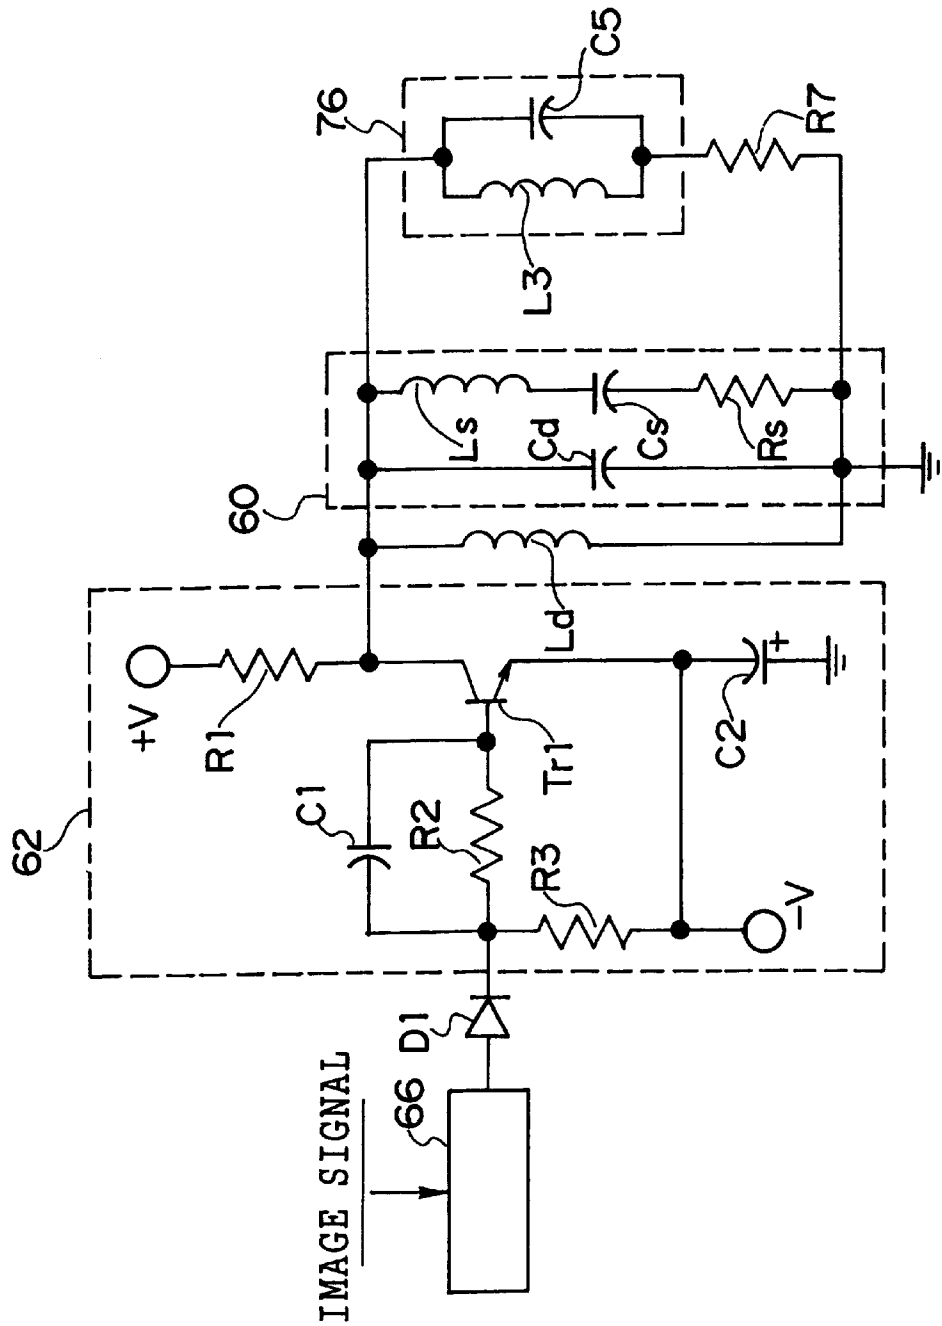 IMAGE SIGNAL
66
D1
62
+V
R1
C1
R2
R3
Tr1
-V
C2
+
Ld
60
Ls
Cd
Cs
Rs
76
L3
C5
R7